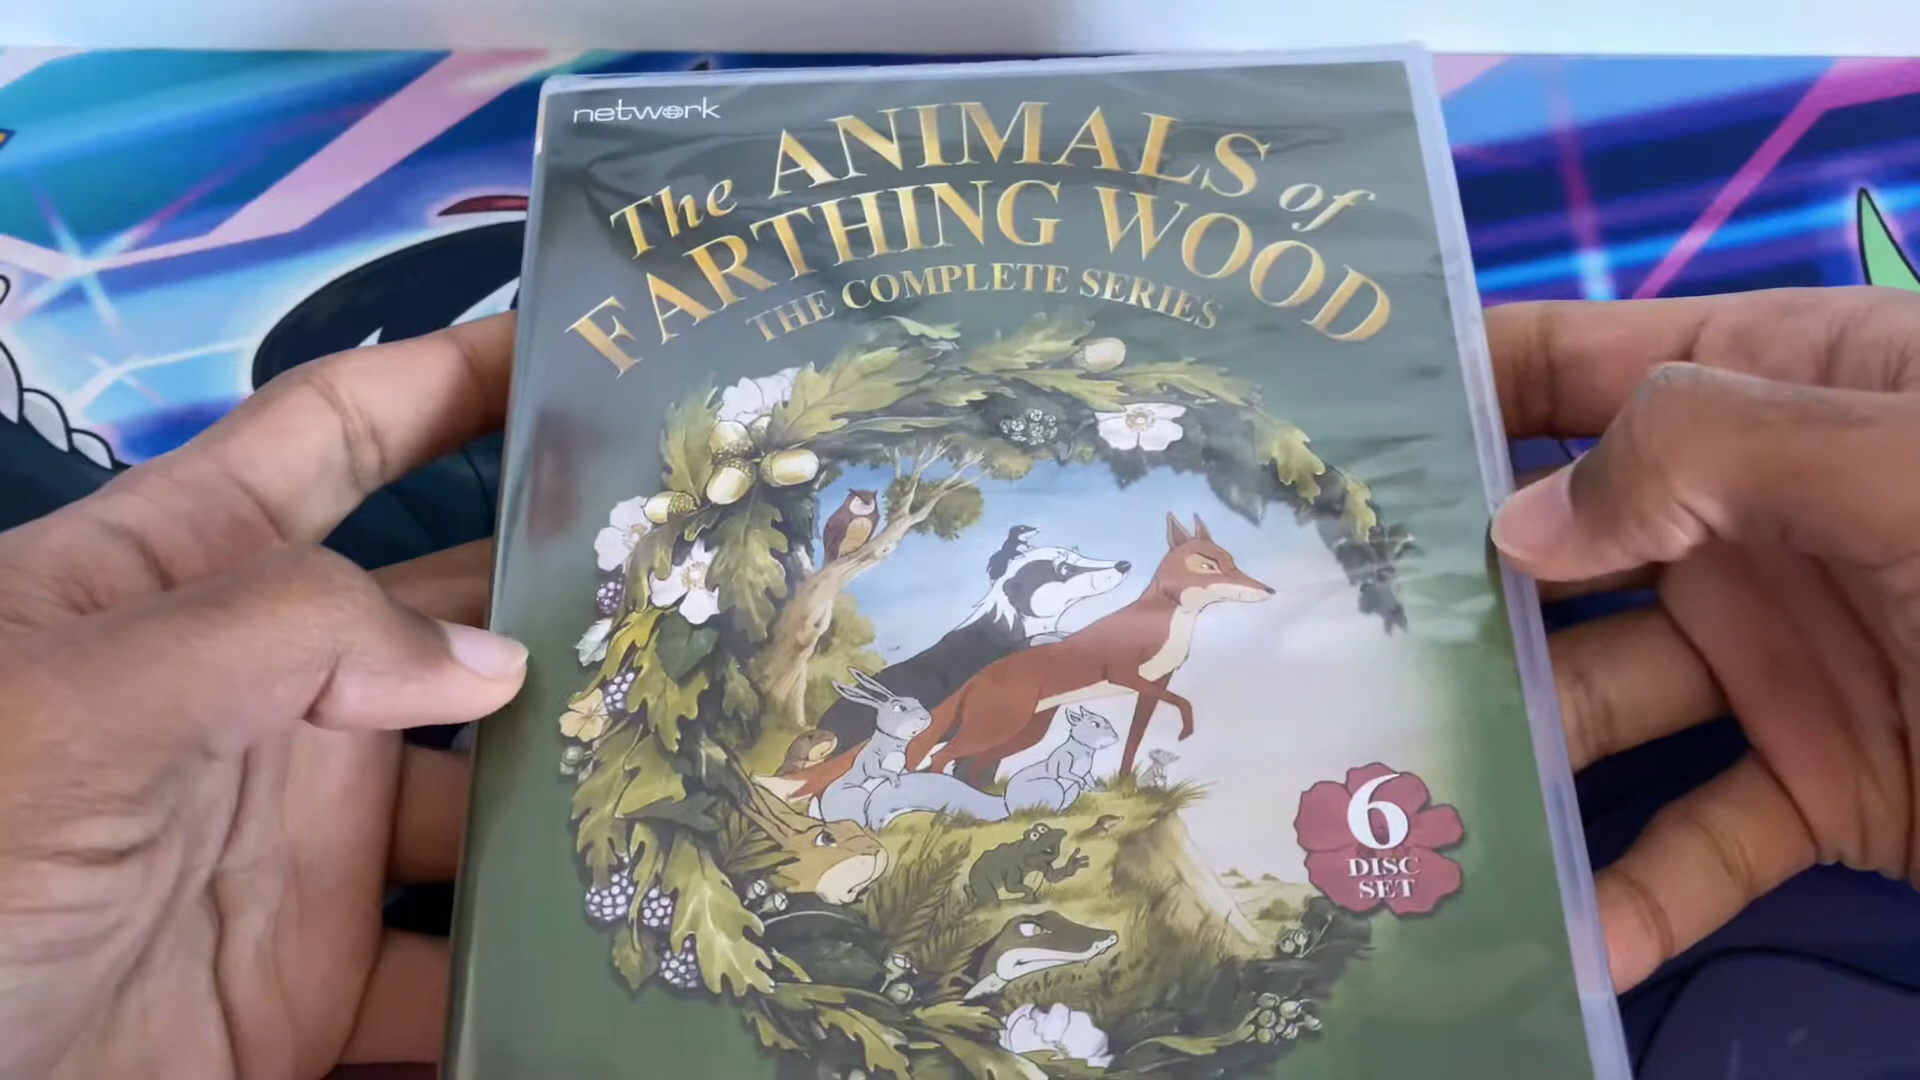 network
The ANIMALS of
FARTHING WOOD
THE COMPLETE SERIES
6
DISC
SET